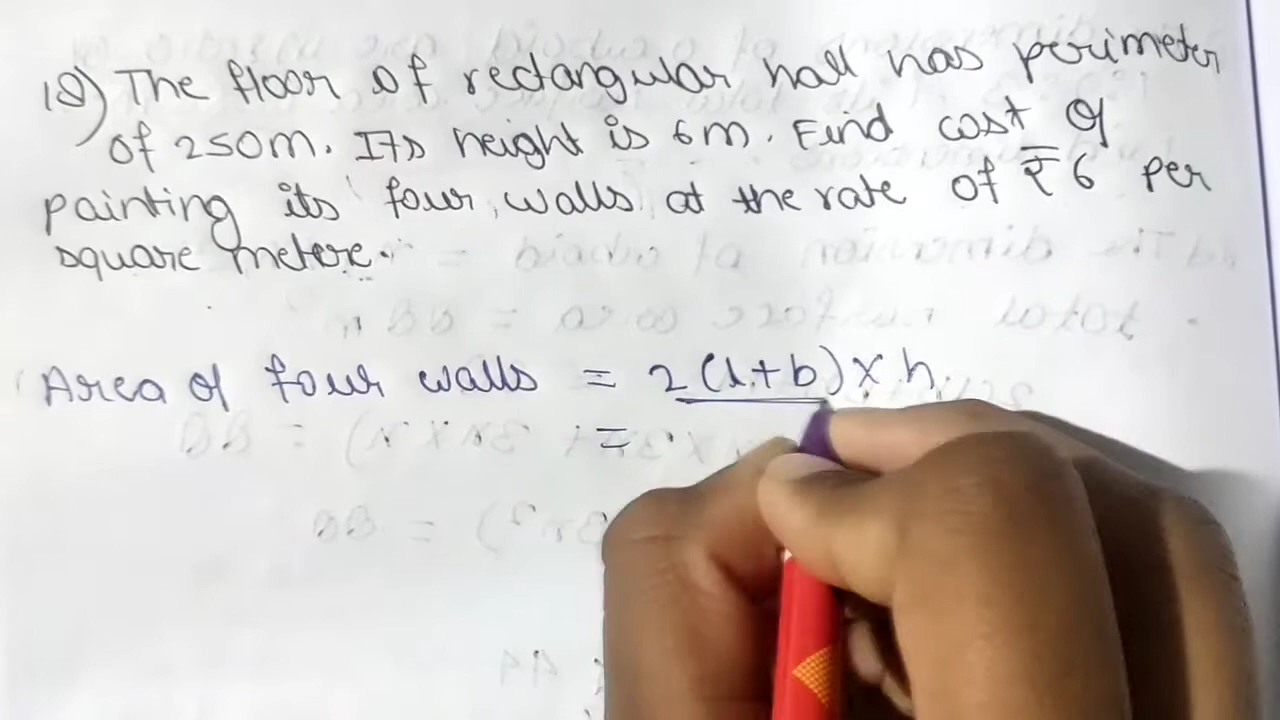 18) The floor of rectangular hall has perimeter
of 250m. Its height is 6m. Find cost of
painting its four walls at the rate of ₹6 per
square metere.
Area of four walls = 2(l+b)× h
=